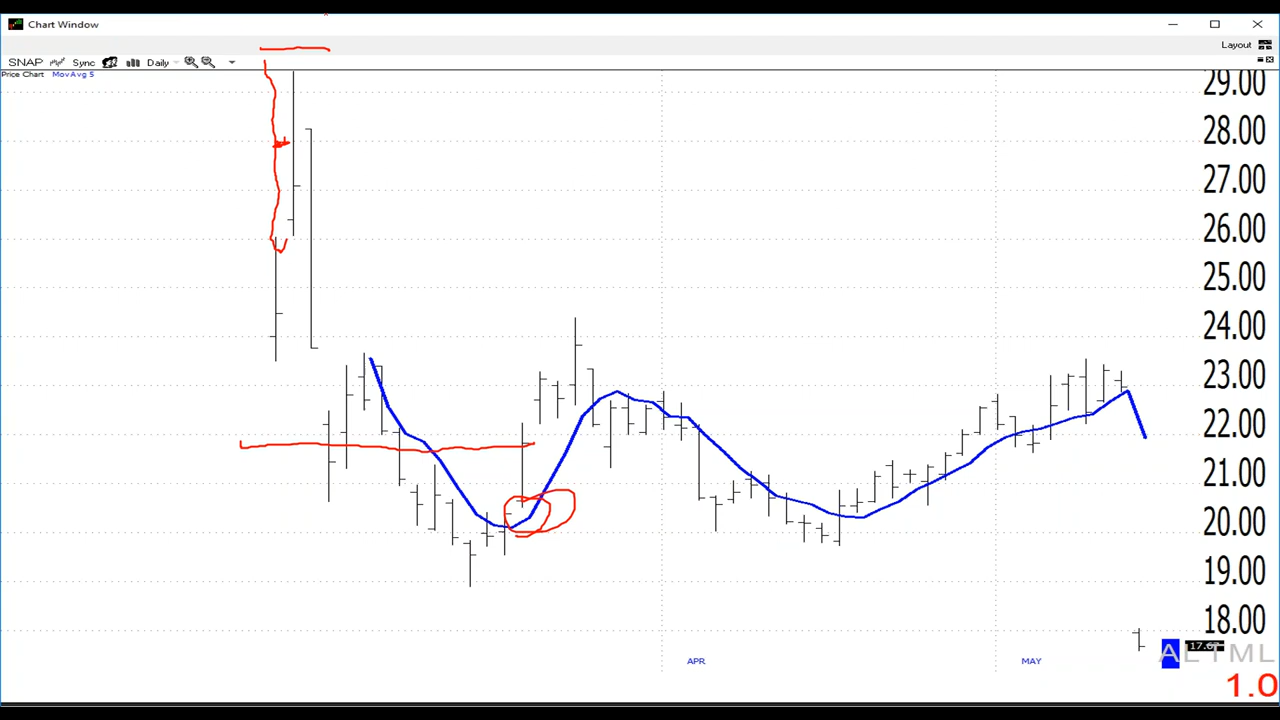 Chart Window
Layout
SNAP Sync Daily
Price Chart MovAvg 5
29.00
28.00
27.00
26.00
25.00
24.00
23.00
22.00
21.00
20.00
19.00
18.00
APR
MAY
1.0